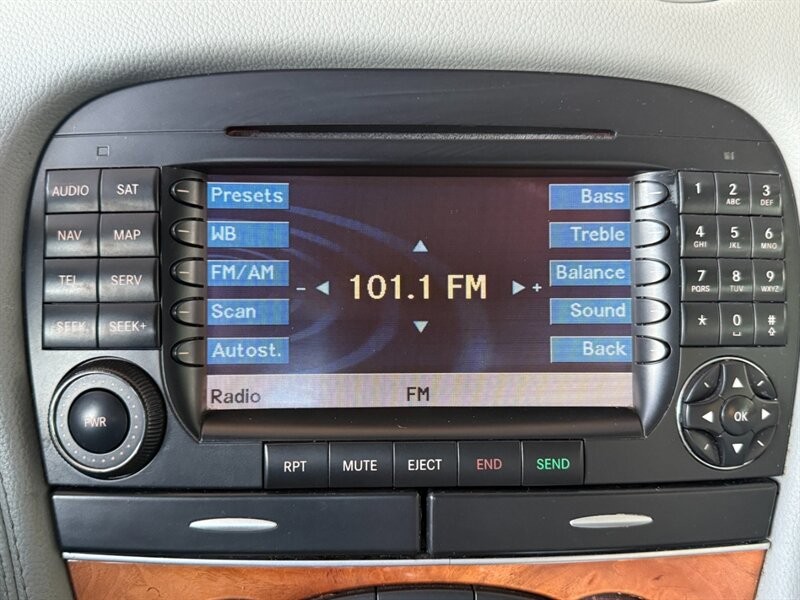 AUDIO SAT
NAV MAP
TEL SERV
SEEK- SEEK+
PWR
Presets
WB
FM/AM
Scan
Autost.
- 101.1 FM +
Bass
Treble
Balance
Sound
Back
Radio FM
1 2 ABC 3 DEF
4 GHI 5 JKL 6 MNO
7 PQRS 8 TUV 9 WXYZ
* 0 #
OK
RPT MUTE EJECT END SEND